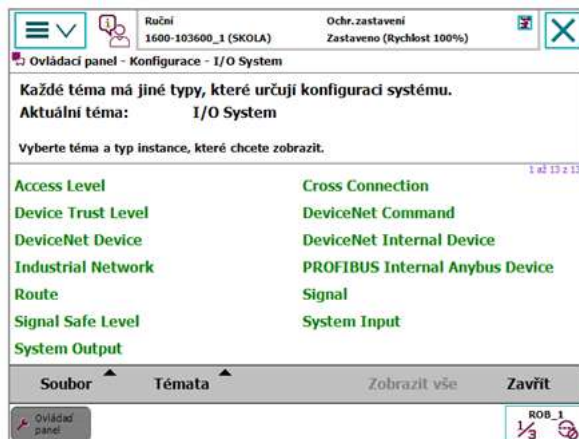 Ruční
1600-103600_1 (SKOLA)
Ochr.zastavení
Zastaveno (Rychlost 100%)
Ovládací panel - Konfigurace - I/O System
Každé téma má jiné typy, které určují konfiguraci systému.
Aktuální téma: I/O System
Vyberte téma a typ instance, které chcete zobrazit.
1 až 13 z 13
Access Level
Cross Connection
Device Trust Level
DeviceNet Command
DeviceNet Device
DeviceNet Internal Device
Industrial Network
PROFIBUS Internal Anybus Device
Route
Signal
Signal Safe Level
System Input
System Output
Soubor
Témata
Zobrazit vše
Zavřít
Ovládací panel
ROB_1
1/3